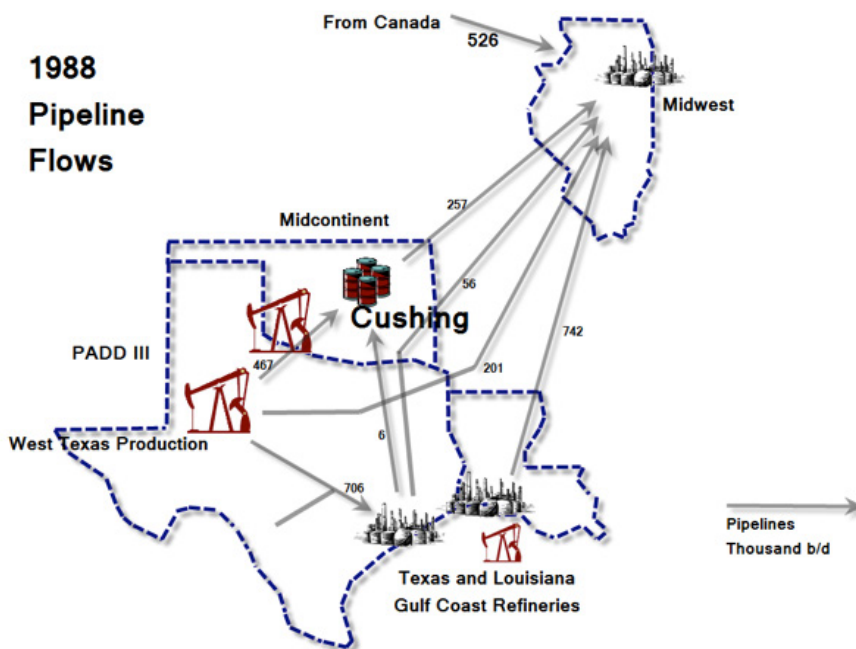 From Canada
526
1988
Pipeline
Flows
Midwest
257
Midcontinent
56
Cushing
742
PADD III
467
201
West Texas Production
6
706
Pipelines
Thousand b/d
Texas and Louisiana
Gulf Coast Refineries